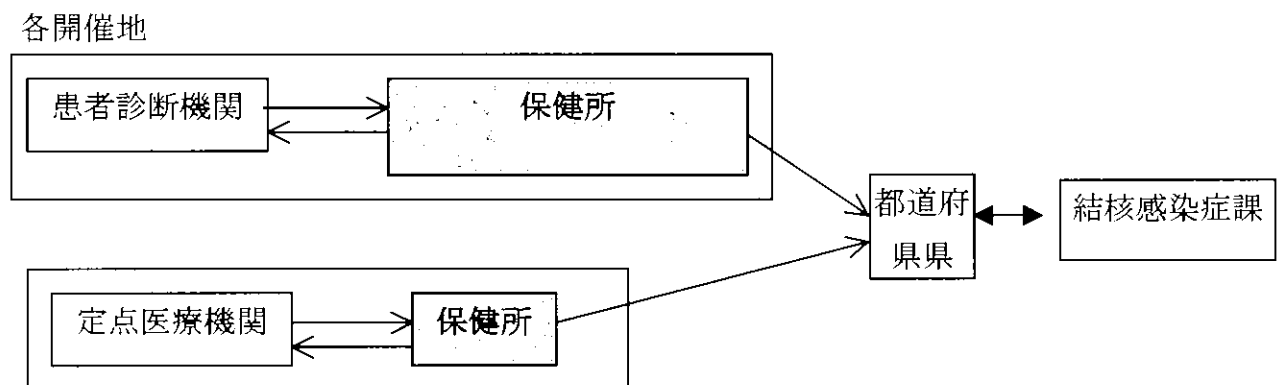 各開催地
患者診断機関
保健所
都道府
県県
結核感染症課
定点医療機関
保健所